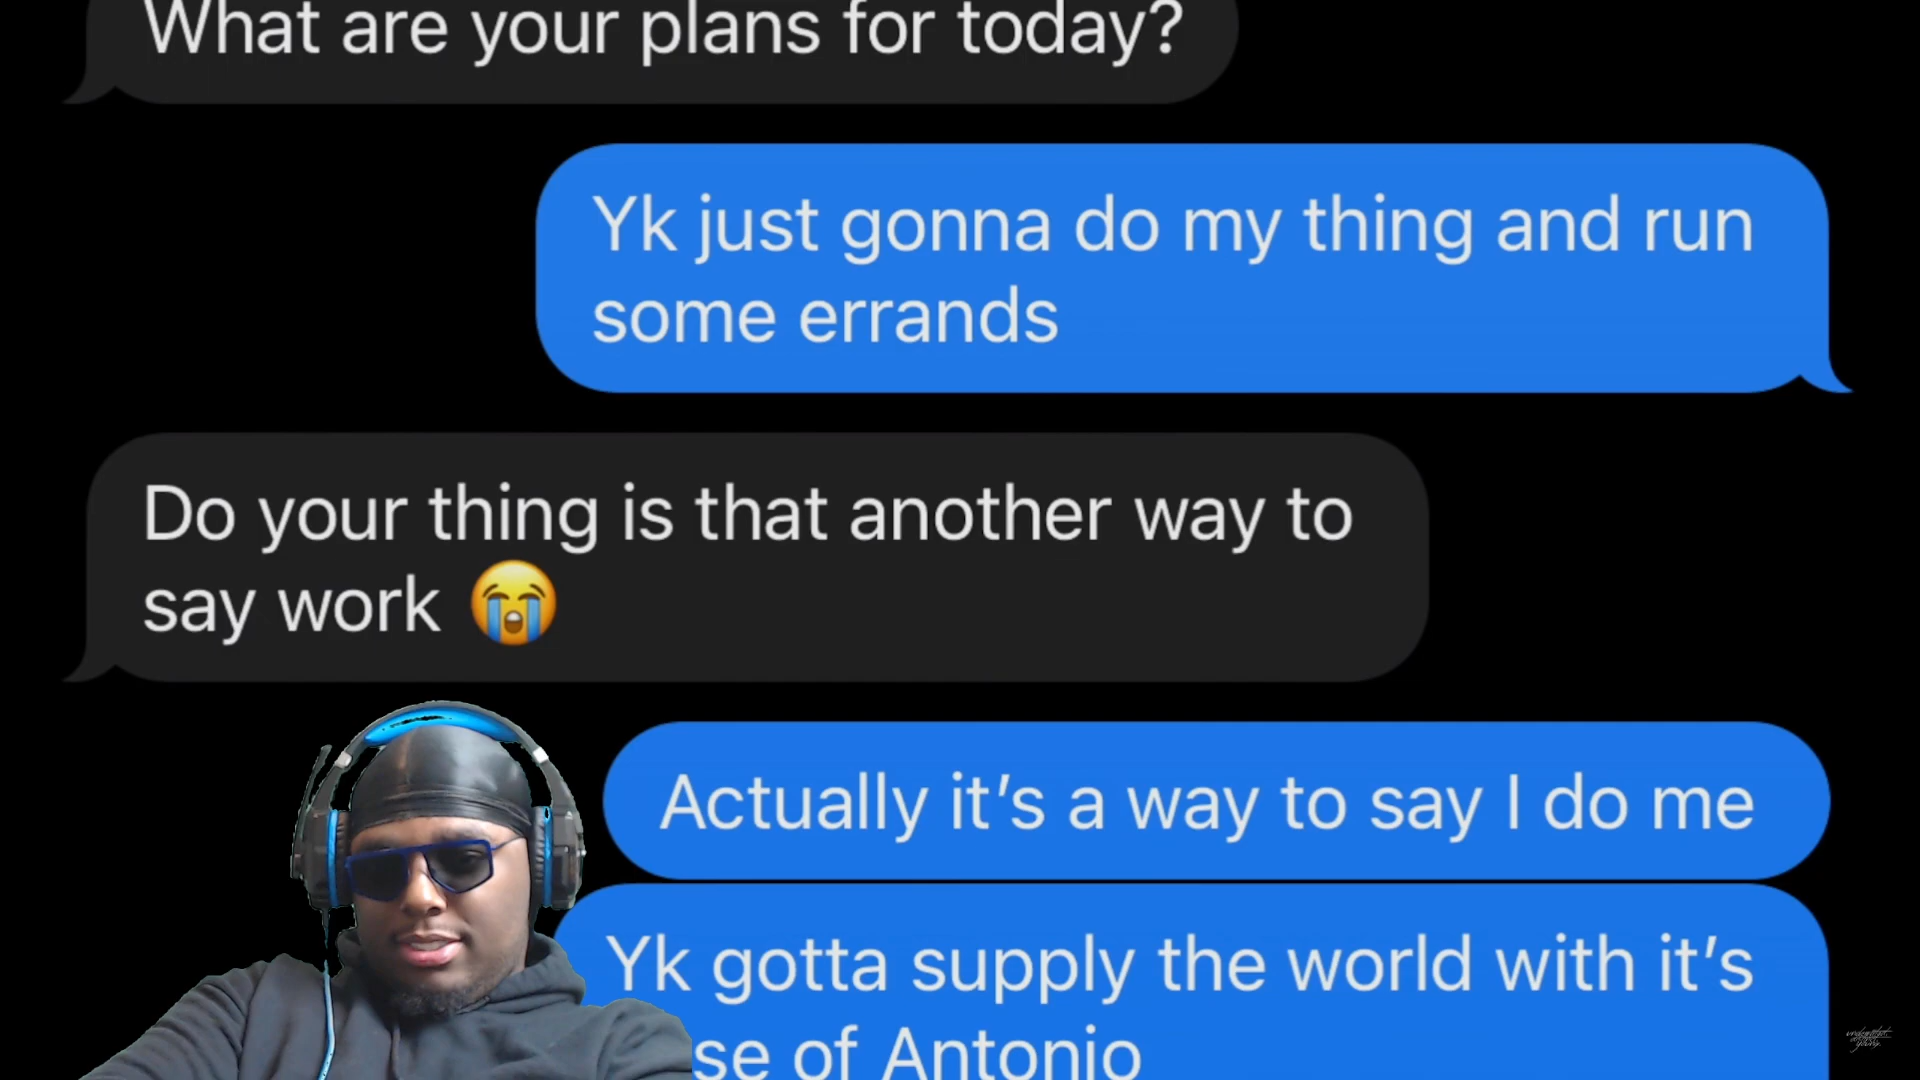 What are your plans for today?
Yk just gonna do my thing and run
some errands
Do your thing is that another way to
say work 😭
Actually it's a way to say I do me
Yk gotta supply the world with it's
of Antonio